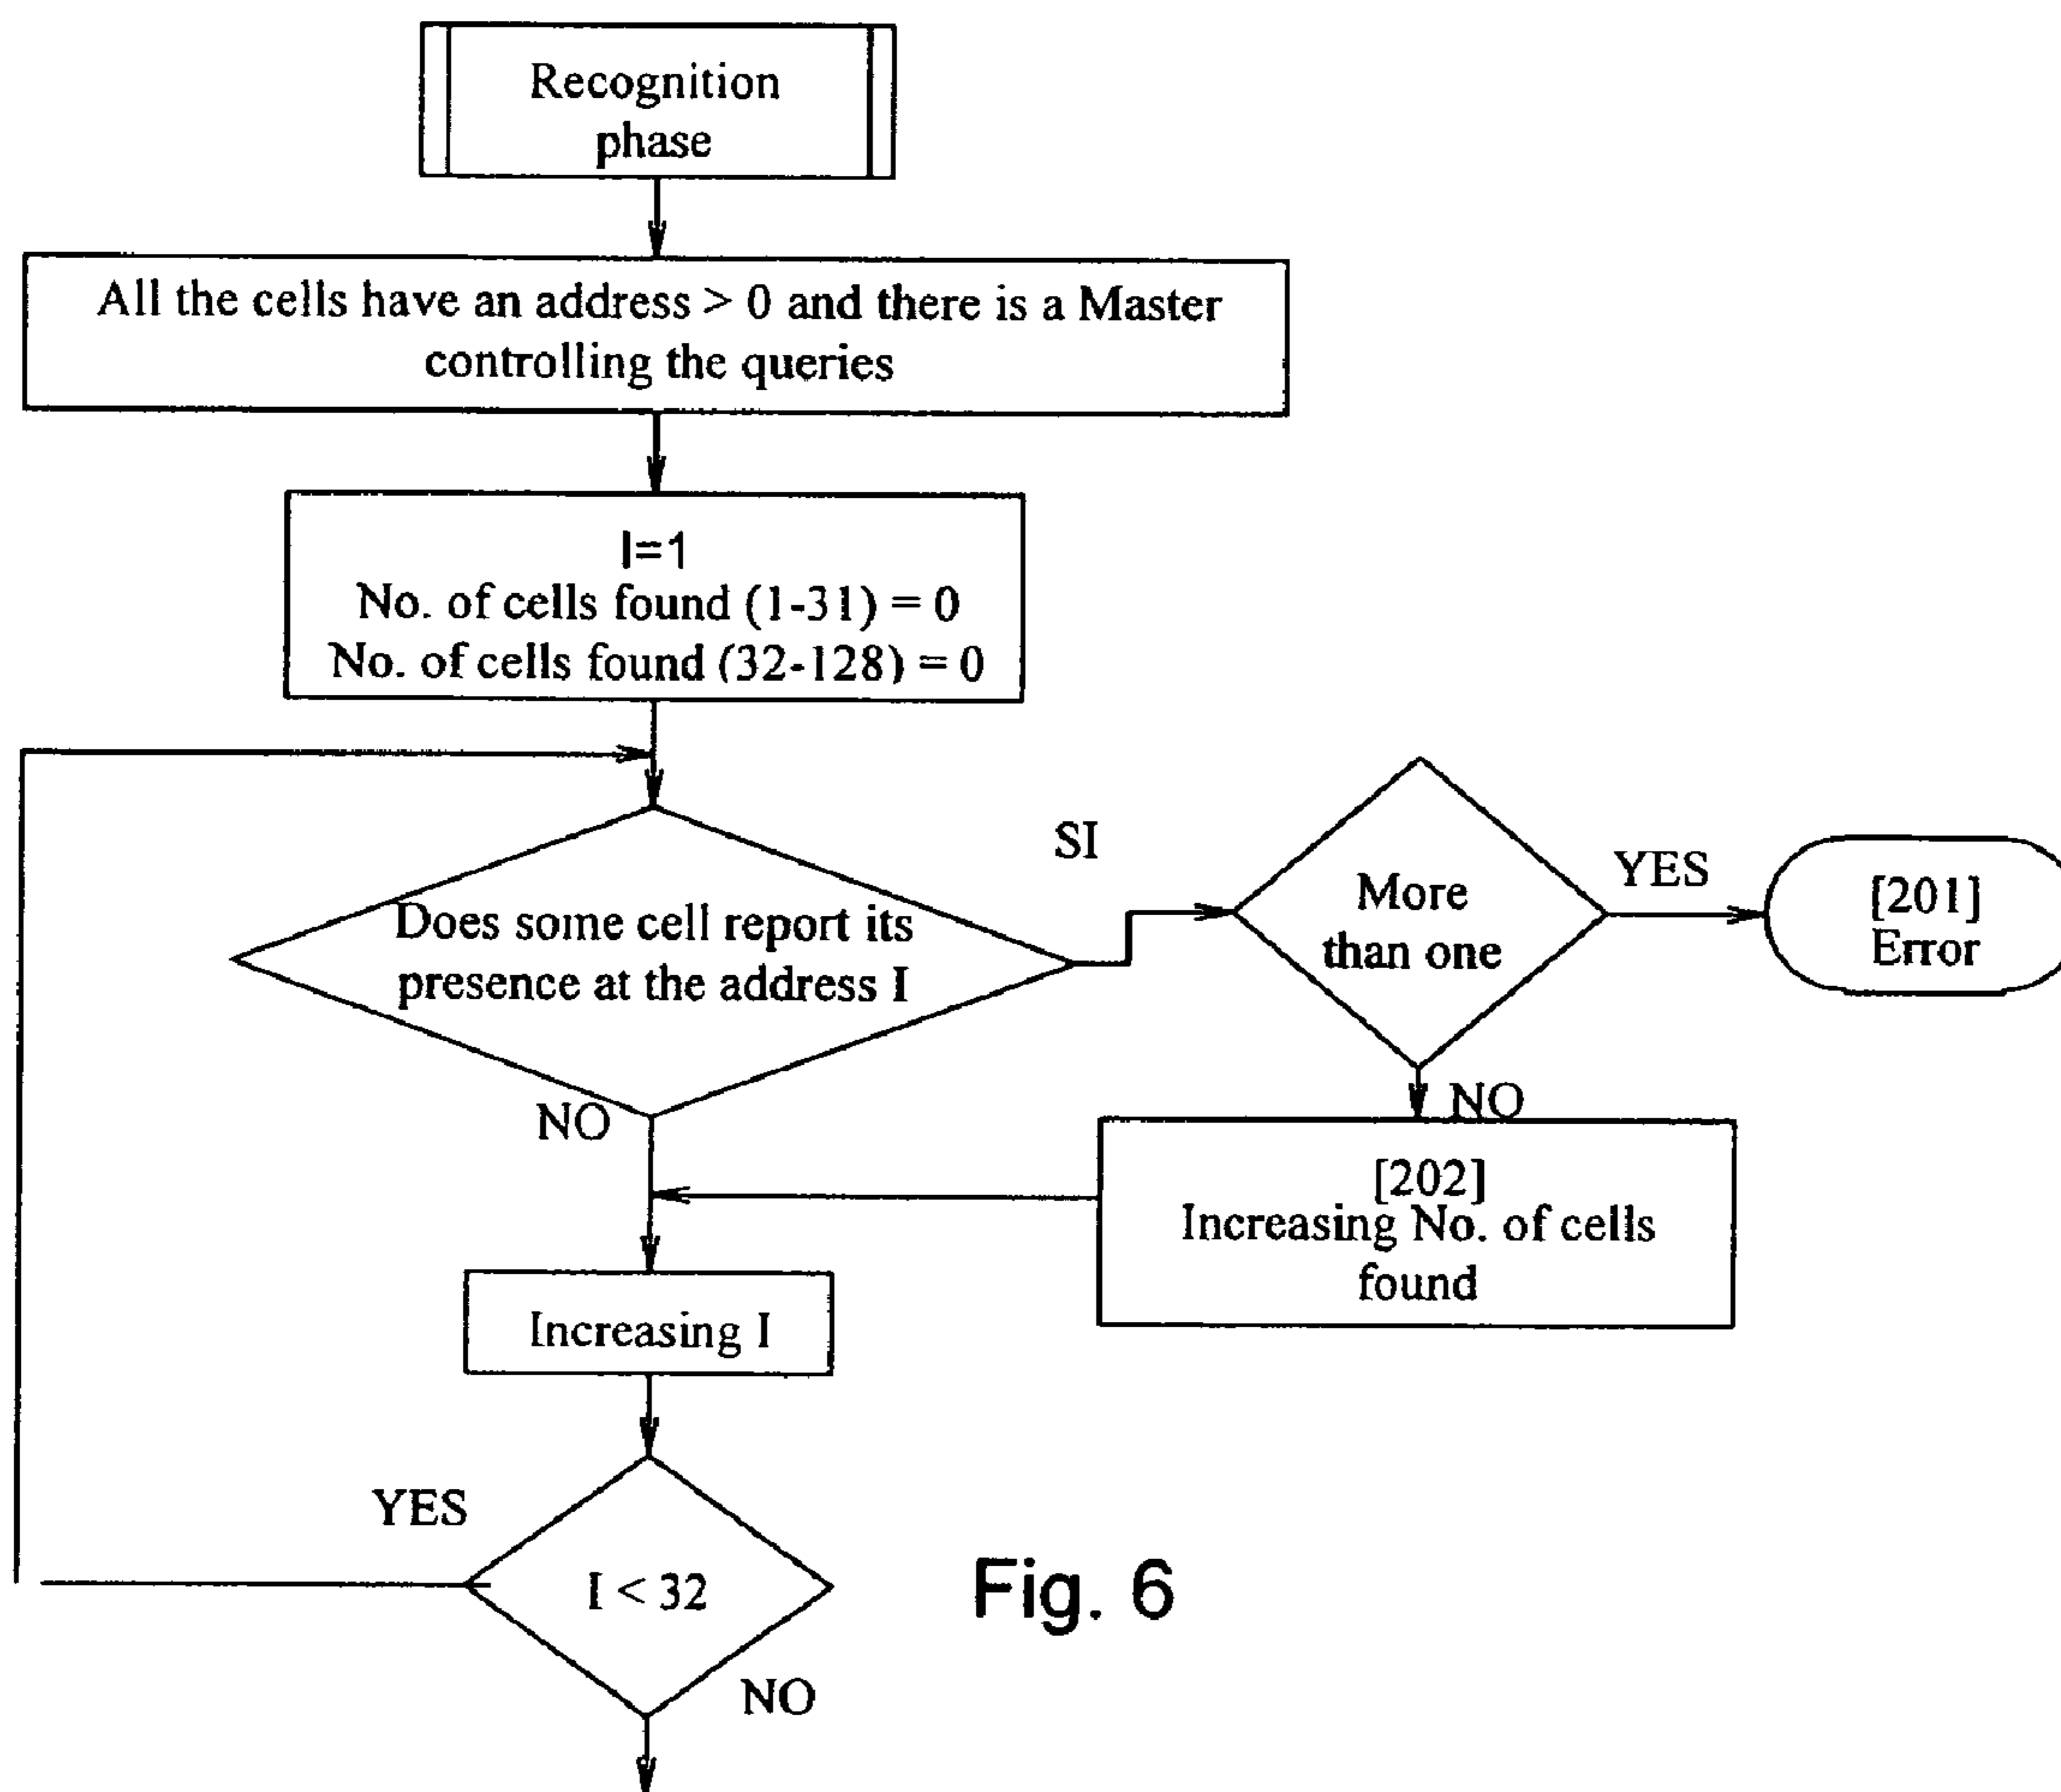 Recognition
phase
All the cells have an address > 0 and there is a Master
controlling the queries
I=1
No. of cells found (1-31) = 0
No. of cells found (32-128) = 0
Does some cell report its
presence at the address I
SI
More
than one
YES
[201]
Error
NO
NO
[202]
Increasing No. of cells
found
Increasing I
YES
I < 32
NO
Fig. 6